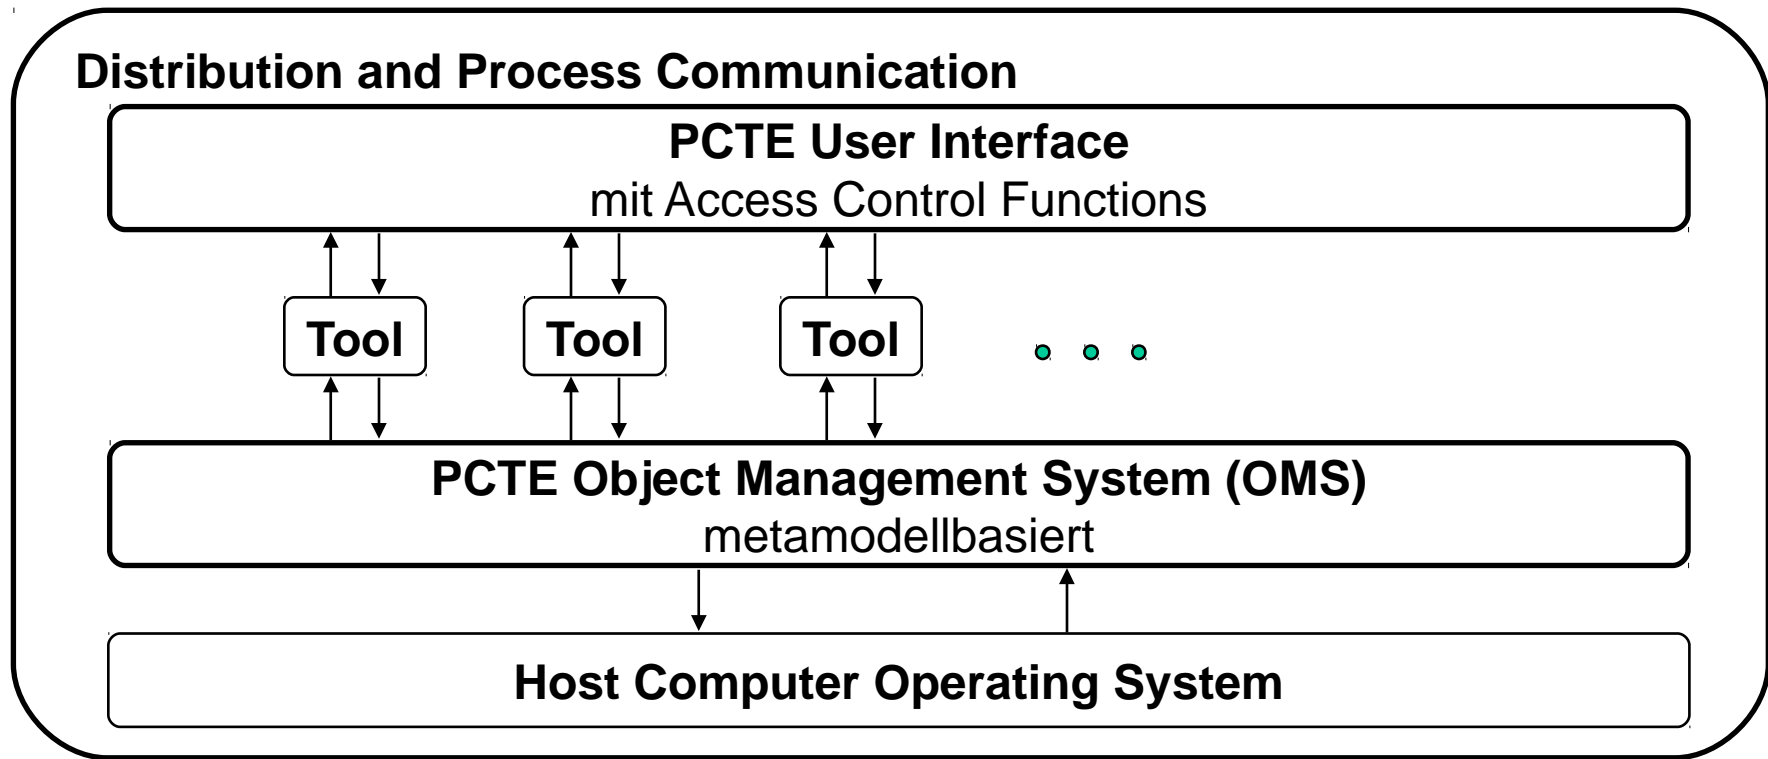 Distribution and Process Communication
PCTE User Interface
mit Access Control Functions
Tool
Tool
Tool
PCTE Object Management System (OMS)
metamodellbasiert
Host Computer Operating System